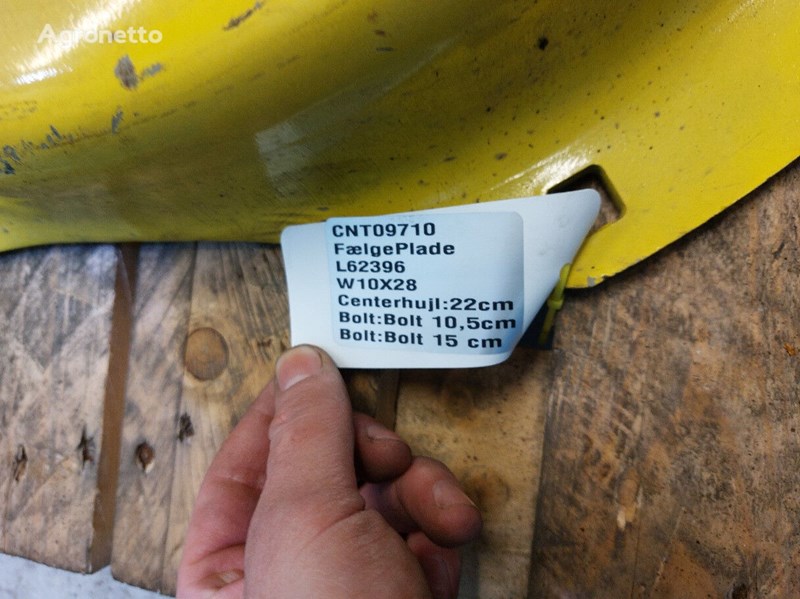 Agronetto
CNT09710
FælgePlade
L62396
W10X28
Centerhujl:22cm
Bolt:Bolt 10,5cm
Bolt:Bolt 15 cm